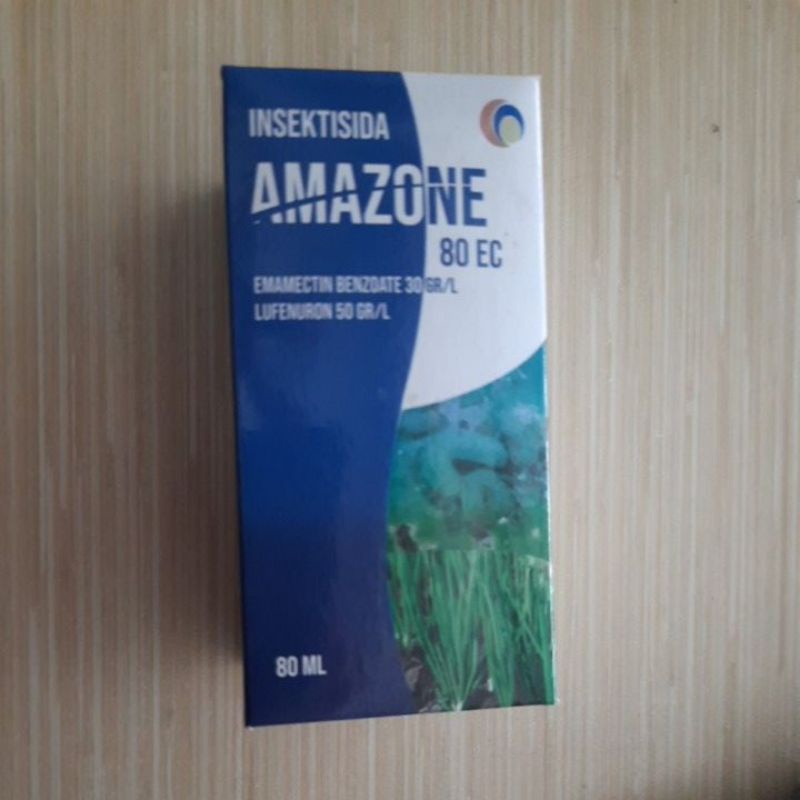 INSEKTISIDA
AMAZONE
80 EC
EMAMECTIN BENZOATE 30 GR/L
LUFENURON 50 GR/L
80 ML